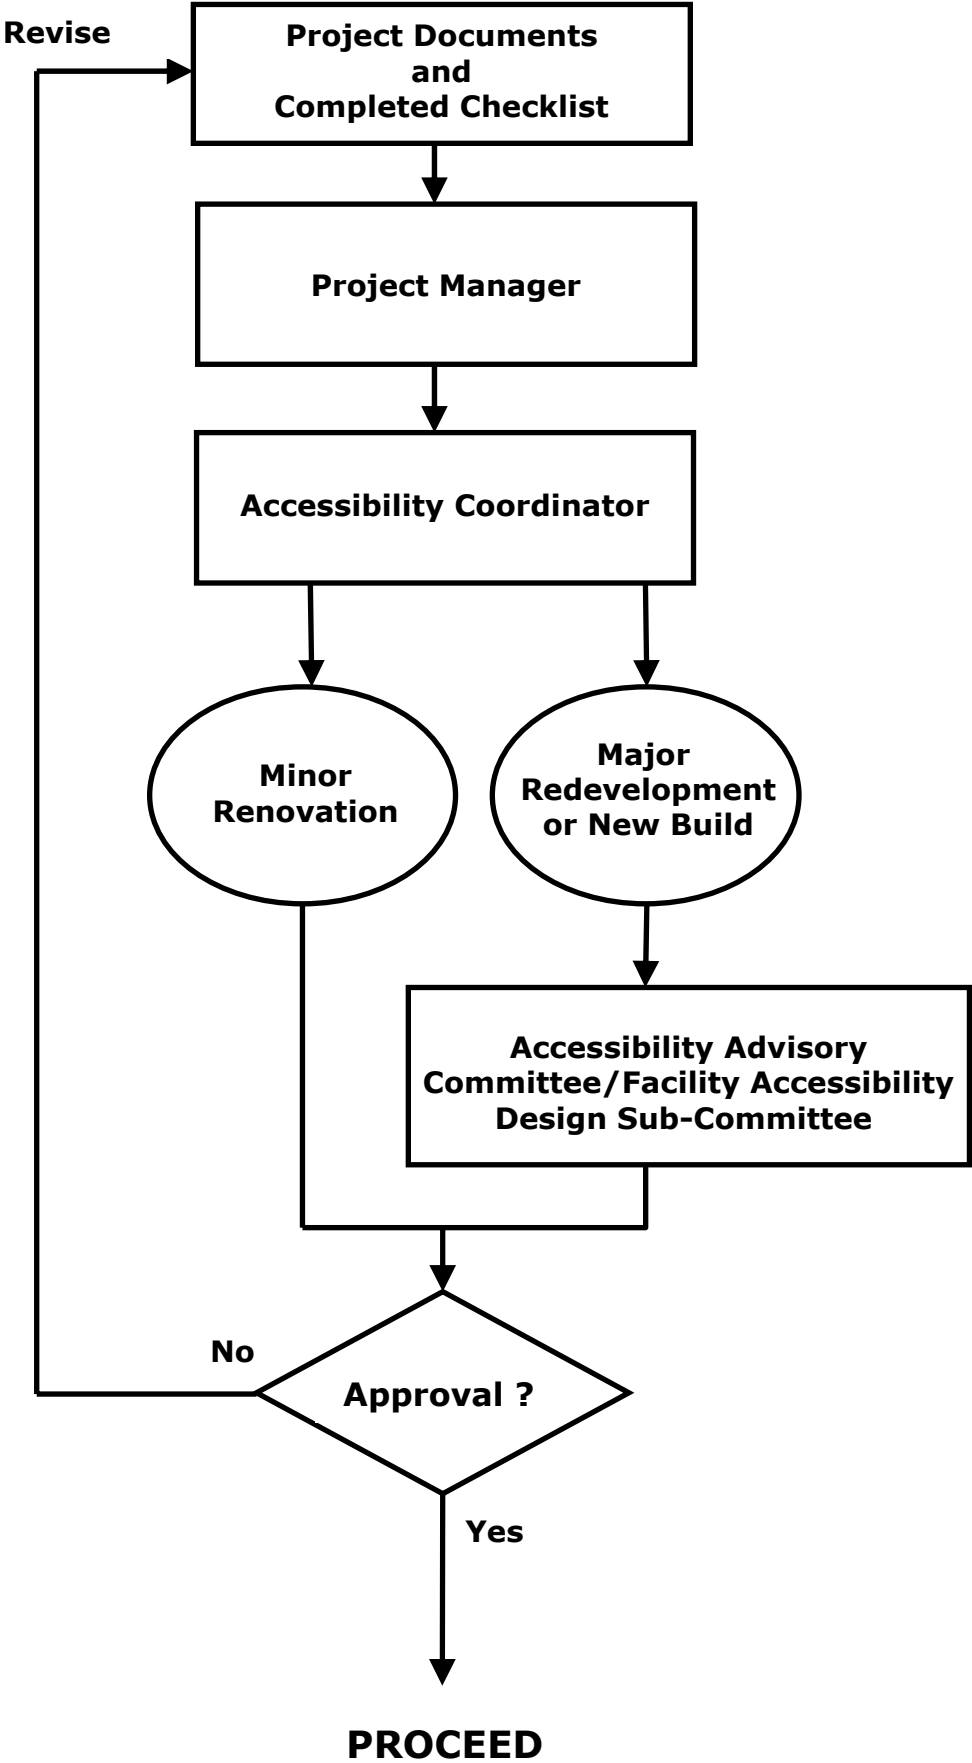 Revise
Project Documents
and
Completed Checklist
Project Manager
Accessibility Coordinator
Minor
Renovation
Major
Redevelopment
or New Build
Accessibility Advisory
Committee/Facility Accessibility
Design Sub-Committee
No
Approval ?
Yes
PROCEED